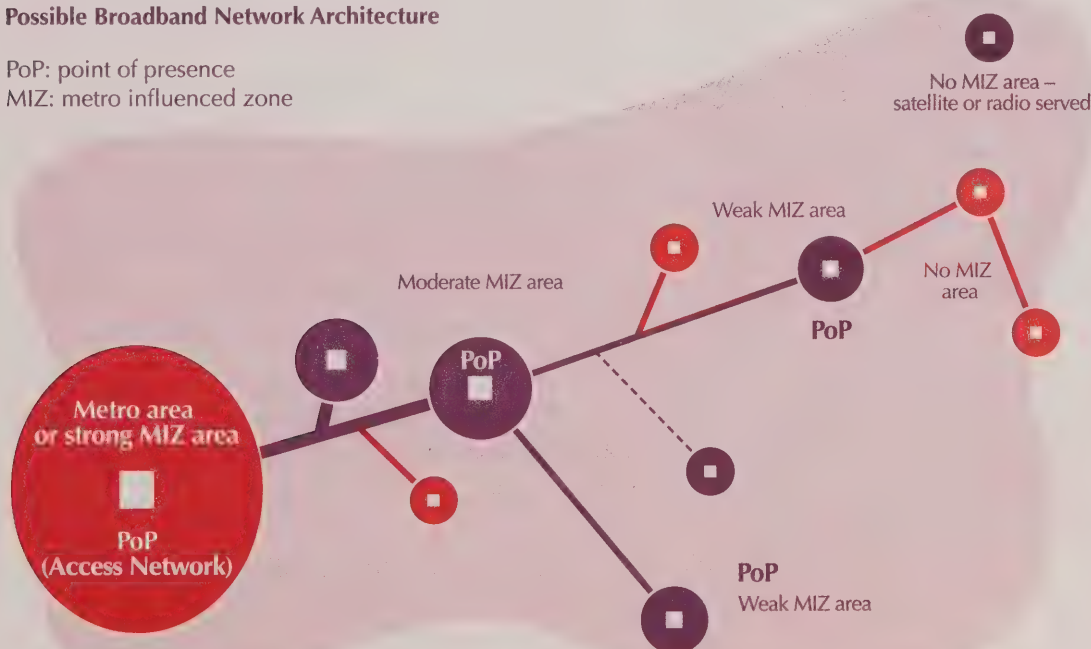 Possible Broadband Network Architecture
PoP: point of presence
MIZ: metro influenced zone
No MIZ area –
satellite or radio served
Weak MIZ area
Moderate MIZ area
No MIZ
area
PoP
PoP
Metro area
or strong MIZ area
PoP
(Access Network)
PoP
Weak MIZ area